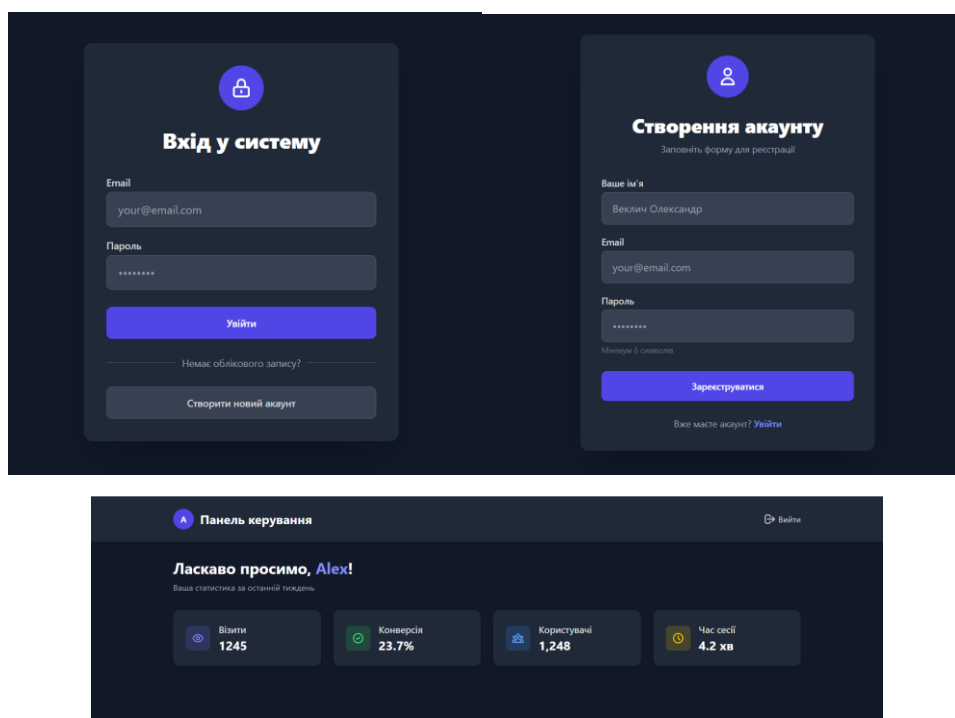 Вхід у систему
Email
your@email.com
Пароль
••••••••
Увійти
Немає облікового запису?
Створити новий акаунт
Створення акаунту
Заповніть форму для реєстрації
Ваше ім'я
Веклич Олександр
Email
your@email.com
Пароль
••••••••
Мінімум 6 символів
Зареєструватися
Вже маєте акаунт? Увійти
A Панель керування
Вийти
Ласкаво просимо, Alex!
Ваша статистика за останній тиждень
Візити
1245
Конверсія
23.7%
Користувачі
1,248
Час сесії
4.2 хв